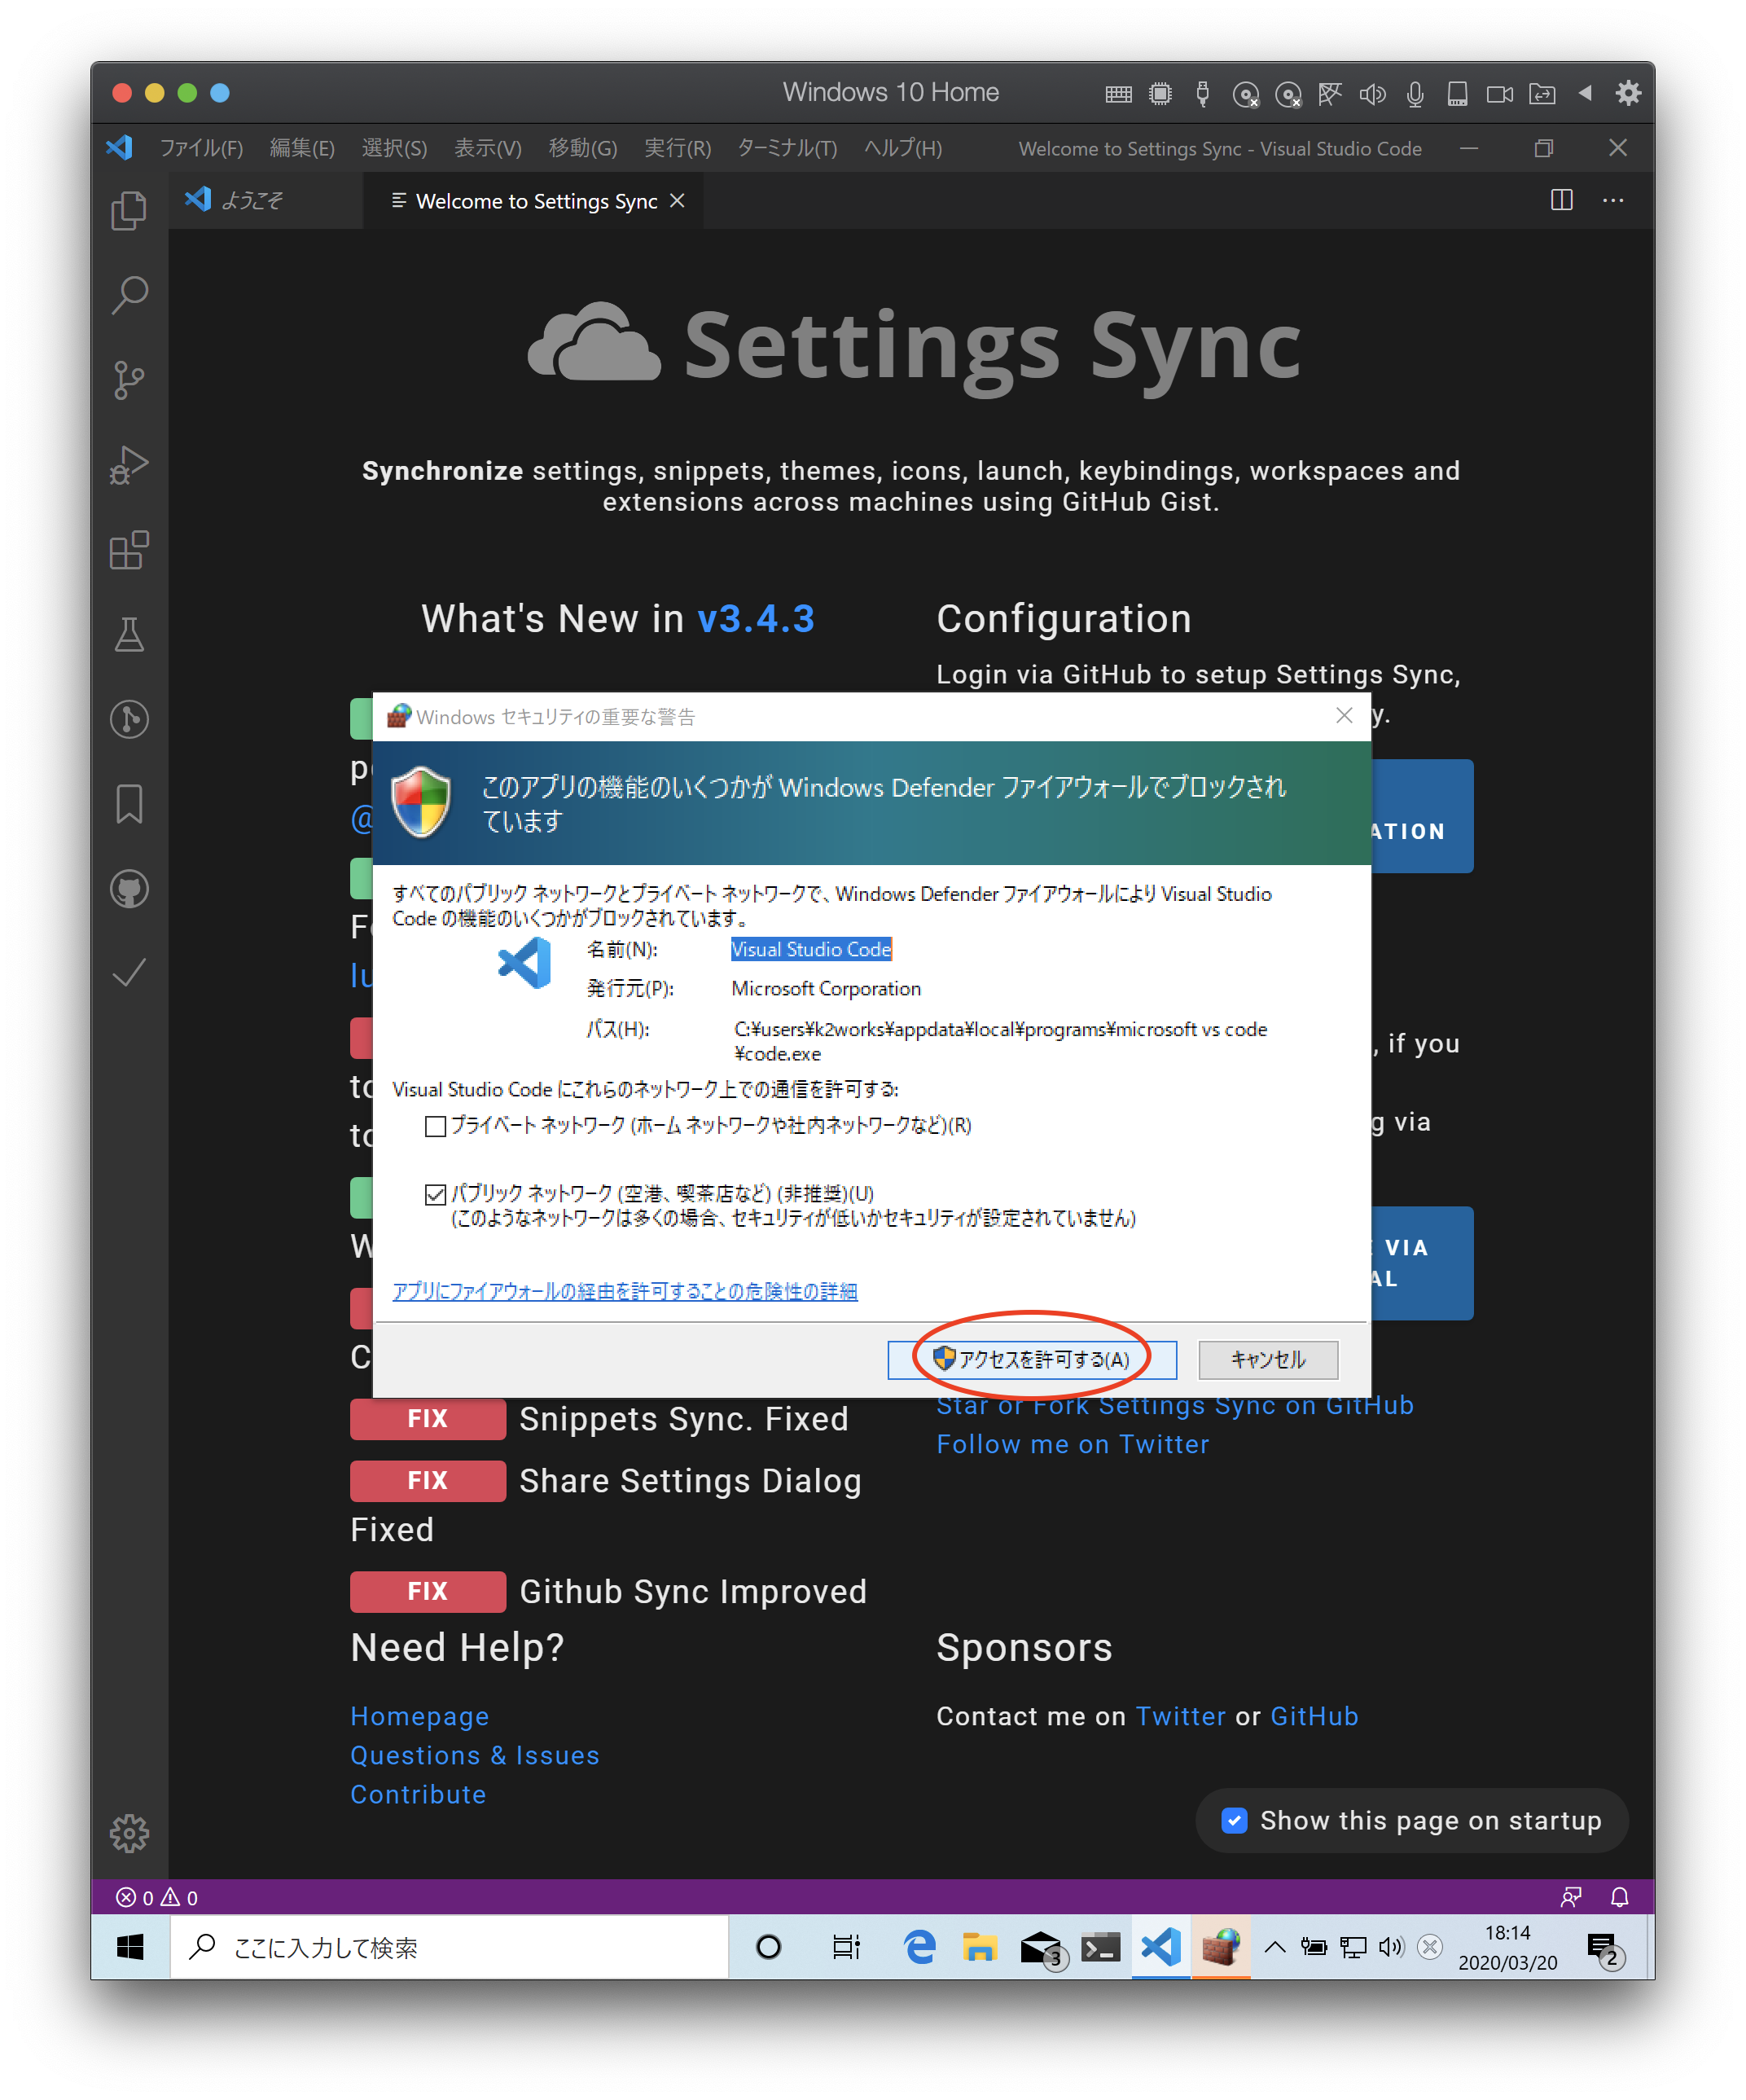 Windows 10 Home
ファイル(F) 編集(E) 選択(S) 表示(V) 移動(G) 実行(R) ターミナル(T) ヘルプ(H) Welcome to Settings Sync - Visual Studio Code
ようこそ Welcome to Settings Sync
Settings Sync
Synchronize settings, snippets, themes, icons, launch, keybindings, workspaces and
extensions across machines using GitHub Gist.
What's New in v3.4.3
Configuration
Login via GitHub to setup Settings Sync,
y.
ATION
Windows セキュリティの重要な警告
このアプリの機能のいくつかが Windows Defender ファイアウォールでブロックされ
ています
すべてのパブリック ネットワークとプライベート ネットワークで、Windows Defender ファイアウォールにより Visual Studio
Code の機能のいくつかがブロックされています。
名前(N): Visual Studio Code
発行元(P): Microsoft Corporation
パス(H): C:¥users¥k2works¥appdata¥local¥programs¥microsoft vs code
¥code.exe
Visual Studio Code にこれらのネットワーク上での通信を許可する:
プライベート ネットワーク (ホーム ネットワークや社内ネットワークなど)(R)
パブリック ネットワーク (空港、喫茶店など) (非推奨)(U)
(このようなネットワークは多くの場合、セキュリティが低いかセキュリティが設定されていません)
アプリにファイアウォールの経由を許可することの危険性の詳細
アクセスを許可する(A) キャンセル
@
lu
to
to
W
C
, if you
g via
VIA
AL
FIX Snippets Sync. Fixed
FIX Share Settings Dialog
Fixed
FIX Github Sync Improved
Star or Fork Settings Sync on GitHub
Follow me on Twitter
Need Help?
Homepage
Questions & Issues
Contribute
Sponsors
Contact me on Twitter or GitHub
Show this page on startup
0 0
ここに入力して検索
3
18:14
2020/03/20
2